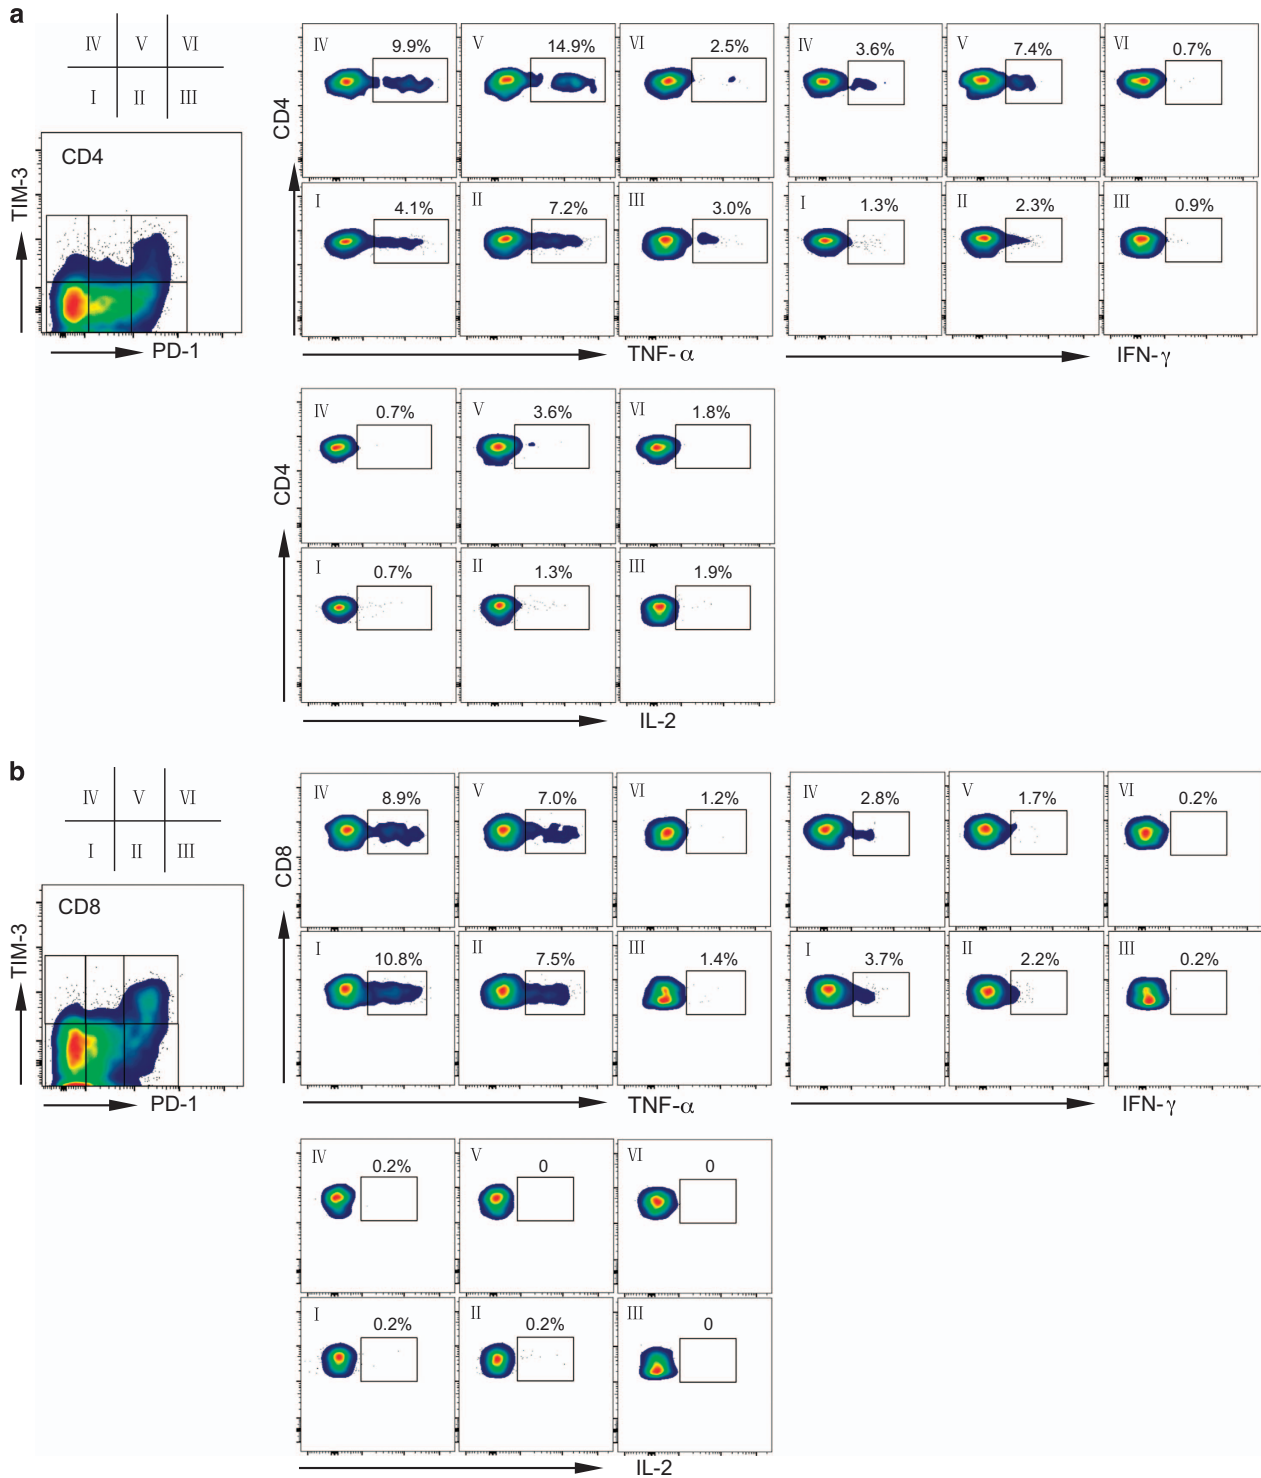 a
IV V VI
I II III
CD4
TIM-3
PD-1
IV 9.9% V 14.9% VI 2.5% IV 3.6% V 7.4% VI 0.7%
CD4
I 4.1% II 7.2% III 3.0% I 1.3% II 2.3% III 0.9%
TNF-α IFN-γ
IV 0.7% V 3.6% VI 1.8%
CD4
I 0.7% II 1.3% III 1.9%
IL-2
b
IV V VI
I II III
CD8
TIM-3
PD-1
IV 8.9% V 7.0% VI 1.2% IV 2.8% V 1.7% VI 0.2%
CD8
I 10.8% II 7.5% III 1.4% I 3.7% II 2.2% III 0.2%
TNF-α IFN-γ
IV 0.2% V 0 VI 0
I 0.2% II 0.2% III 0
IL-2